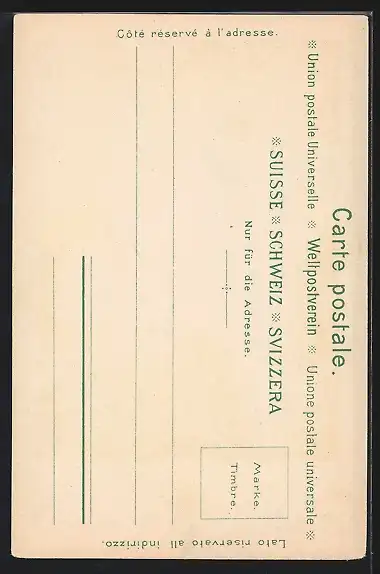 Carte postale.
※ Union postale Universelle ※ Weltpostverein ※ Unione postale universale ※
※ SUISSE ※ SCHWEIZ ※ SVIZZERA
Nur für die Adresse.
Marke.
Timbre.
Côté réservé á l'adresse.
Lato riservato all indirizzo.